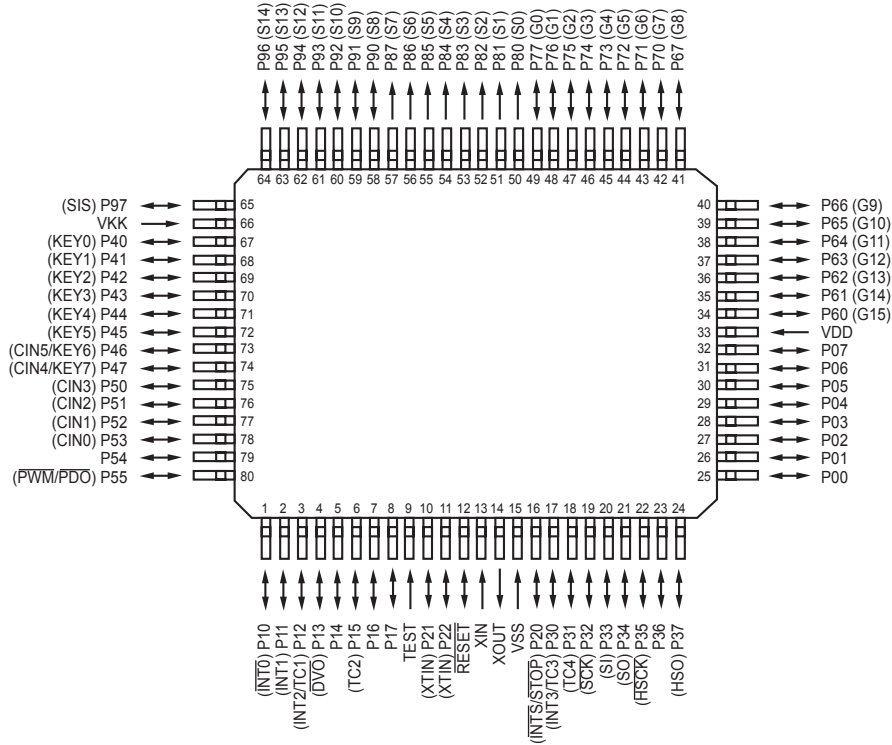 P96 (S14)
P95 (S13)
P94 (S12)
P93 (S11)
P92 (S10)
P91 (S9)
P90 (S8)
P87 (S7)
P86 (S6)
P85 (S5)
P84 (S4)
P83 (S3)
P82 (S2)
P81 (S1)
P80 (S0)
P77 (G0)
P76 (G1)
P75 (G2)
P74 (G3)
P73 (G4)
P72 (G5)
P71 (G6)
P70 (G7)
P67 (G8)
64 63 62 61 60 59 58 57 56 55 54 53 52 51 50 49 48 47 46 45 44 43 42 41
(SIS) P97 65
VKK 66
(KEY0) P40 67
(KEY1) P41 68
(KEY2) P42 69
(KEY3) P43 70
(KEY4) P44 71
(KEY5) P45 72
(CIN5/KEY6) P46 73
(CIN4/KEY7) P47 74
(CIN3) P50 75
(CIN2) P51 76
(CIN1) P52 77
(CIN0) P53 78
P54 79
(PWM/PDO) P55 80
40 P66 (G9)
39 P65 (G10)
38 P64 (G11)
37 P63 (G12)
36 P62 (G13)
35 P61 (G14)
34 P60 (G15)
33 VDD
32 P07
31 P06
30 P05
29 P04
28 P03
27 P02
26 P01
25 P00
1 2 3 4 5 6 7 8 9 10 11 12 13 14 15 16 17 18 19 20 21 22 23 24
(INT0) P10
(INT1) P11
(INT2/TC1) P12
(DVO) P13
P14
(TC2) P15
P16
P17
TEST
(XTIN) P21
(XTIN) P22
RESET
XIN
XOUT
VSS
(INTS/STOP) P20
(INT3/TC3) P30
(TC4) P31
(SCK) P32
(SI) P33
(SO) P34
(HSCK) P35
P36
(HSO) P37